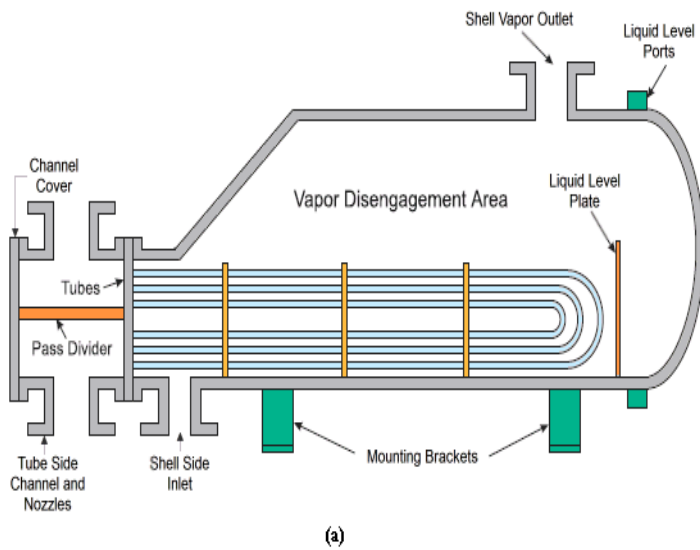 Shell Vapor Outlet
Liquid Level
Ports
Channel
Cover
Vapor Disengagement Area
Liquid Level
Plate
Tubes
Pass Divider
Tube Side
Channel and
Nozzles
Shell Side
Inlet
Mounting Brackets
(a)